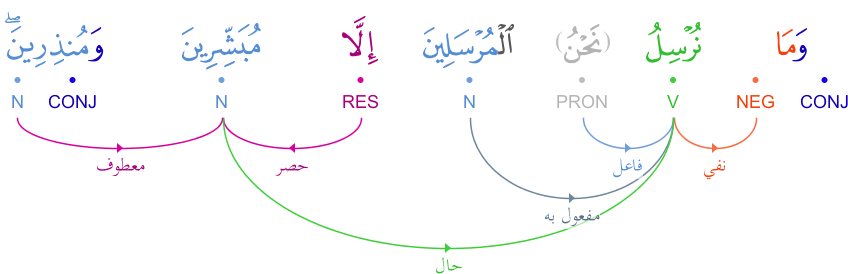 وَمَا نُرْسِلُ (نَحْنُ) ٱلْمُرْسَلِينَ إِلَّا مُبَشِّرِينَ وَمُنذِرِينَ ۖ
CONJ NEG V PRON N RES N CONJ N
نفي فاعل حصر معطوف
مفعول به
حال